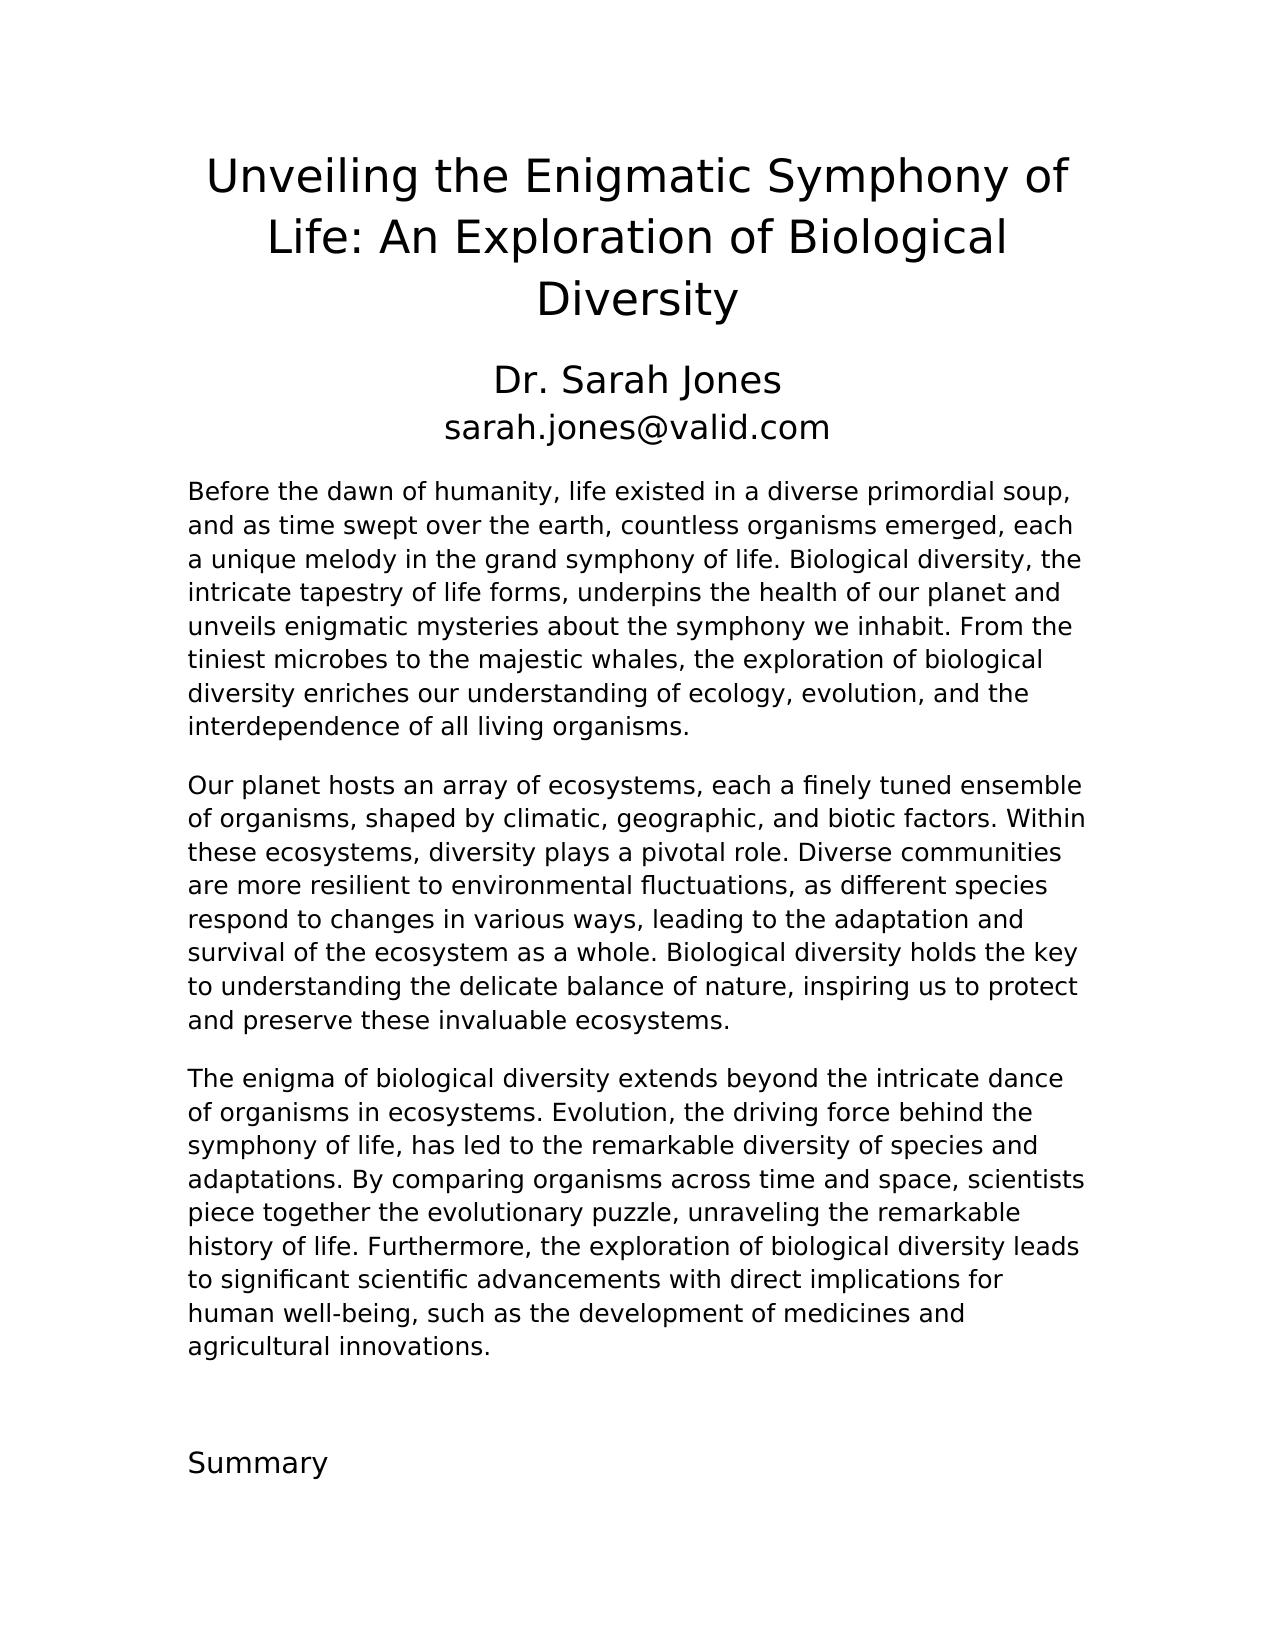 Unveiling the Enigmatic Symphony of
Life: An Exploration of Biological
Diversity
Dr. Sarah Jones
sarah.jones@valid.com
Before the dawn of humanity, life existed in a diverse primordial soup,
and as time swept over the earth, countless organisms emerged, each
a unique melody in the grand symphony of life. Biological diversity, the
intricate tapestry of life forms, underpins the health of our planet and
unveils enigmatic mysteries about the symphony we inhabit. From the
tiniest microbes to the majestic whales, the exploration of biological
diversity enriches our understanding of ecology, evolution, and the
interdependence of all living organisms.
Our planet hosts an array of ecosystems, each a finely tuned ensemble
of organisms, shaped by climatic, geographic, and biotic factors. Within
these ecosystems, diversity plays a pivotal role. Diverse communities
are more resilient to environmental fluctuations, as different species
respond to changes in various ways, leading to the adaptation and
survival of the ecosystem as a whole. Biological diversity holds the key
to understanding the delicate balance of nature, inspiring us to protect
and preserve these invaluable ecosystems.
The enigma of biological diversity extends beyond the intricate dance
of organisms in ecosystems. Evolution, the driving force behind the
symphony of life, has led to the remarkable diversity of species and
adaptations. By comparing organisms across time and space, scientists
piece together the evolutionary puzzle, unraveling the remarkable
history of life. Furthermore, the exploration of biological diversity leads
to significant scientific advancements with direct implications for
human well-being, such as the development of medicines and
agricultural innovations.
Summary